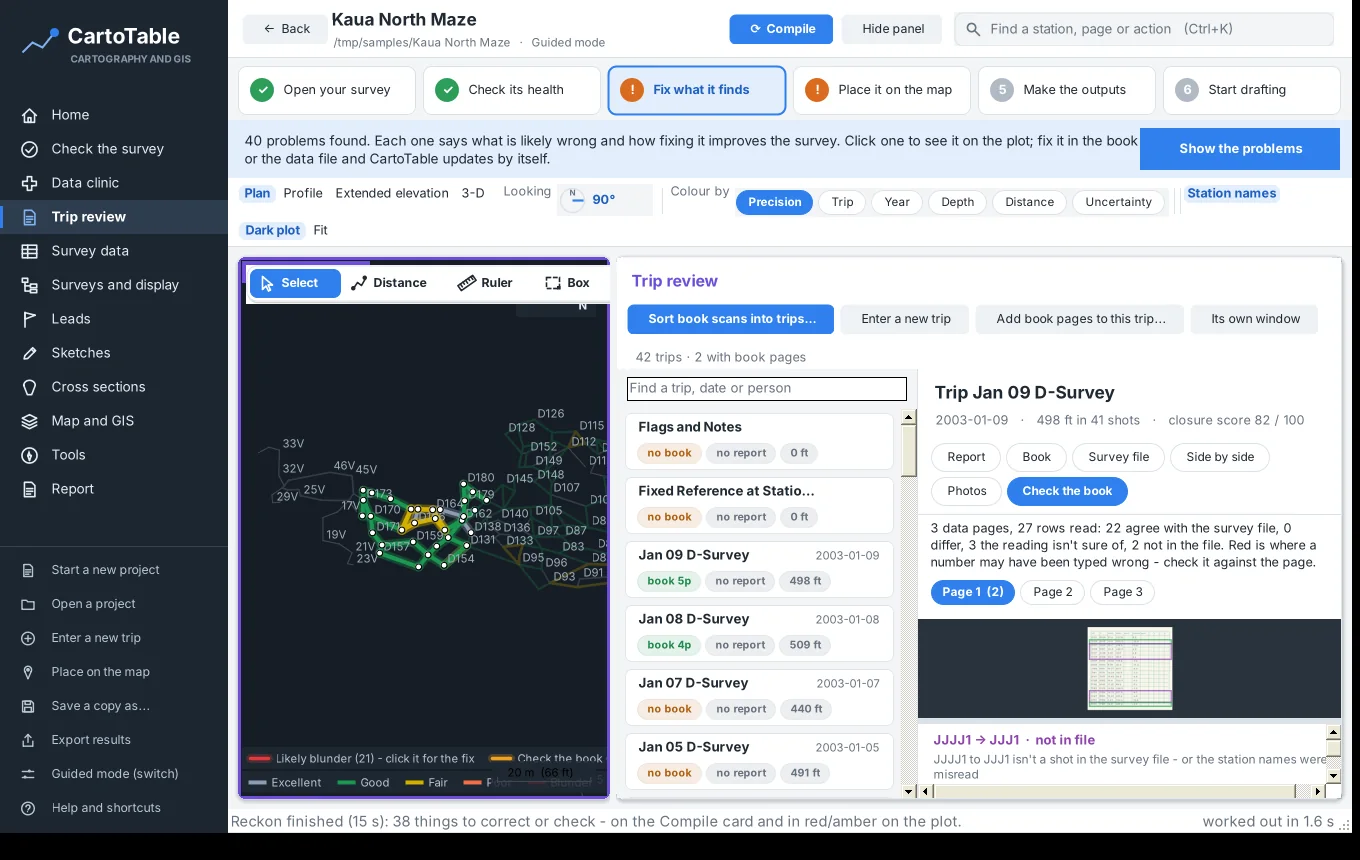 CartoTable
CARTOGRAPHY AND GIS
Home
Check the survey
Data clinic
Trip review
Survey data
Surveys and display
Leads
Sketches
Cross sections
Map and GIS
Tools
Report
Start a new project
Open a project
Enter a new trip
Place on the map
Save a copy as...
Export results
Guided mode (switch)
Help and shortcuts
← Back
Kaua North Maze
/tmp/samples/Kaua North Maze · Guided mode
⟳ Compile
Hide panel
Find a station, page or action (Ctrl+K)
Open your survey
Check its health
! Fix what it finds
! Place it on the map
5 Make the outputs
6 Start drafting
40 problems found. Each one says what is likely wrong and how fixing it improves the survey. Click one to see it on the plot; fix it in the book
or the data file and CartoTable updates by itself.
Show the problems
Plan Profile Extended elevation 3-D Looking N 90° Colour by Precision Trip Year Depth Distance Uncertainty Station names
Dark plot Fit
Select Distance Ruler Box
N
D126
D128 D115
D112
33V D152
32V 46V 45V D149
D180 D145 D148
29V 25V D107
17V D170 D164
D140 D105
19V D171 D138 D136 D97 D87
D159 D131 D133
21V D157 D83
23V D154 D95 D96
D93 D91
Likely blunder (21) - click it for the fix Check the book
20 m (66 ft)
Excellent Good Fair
Trip review
Sort book scans into trips... Enter a new trip Add book pages to this trip... Its own window
42 trips · 2 with book pages
Find a trip, date or person
Flags and Notes
no book no report 0 ft
Fixed Reference at Statio...
no book no report 0 ft
Jan 09 D-Survey 2003-01-09
book 5p no report 498 ft
Jan 08 D-Survey 2003-01-08
book 4p no report 509 ft
Jan 07 D-Survey 2003-01-07
no book no report 440 ft
Jan 05 D-Survey 2003-01-05
no book no report 491 ft
Trip Jan 09 D-Survey
2003-01-09 · 498 ft in 41 shots · closure score 82 / 100
Report Book Survey file Side by side
Photos Check the book
3 data pages, 27 rows read: 22 agree with the survey file, 0
differ, 3 the reading isn't sure of, 2 not in the file. Red is where a
number may have been typed wrong - check it against the page.
Page 1 (2) Page 2 Page 3
JJJJ1 → JJJ1 · not in file
JJJJ1 to JJJ1 isn't a shot in the survey file - or the station names were
misread
Reckon finished (15 s): 38 things to correct or check - on the Compile card and in red/amber on the plot.
worked out in 1.6 s